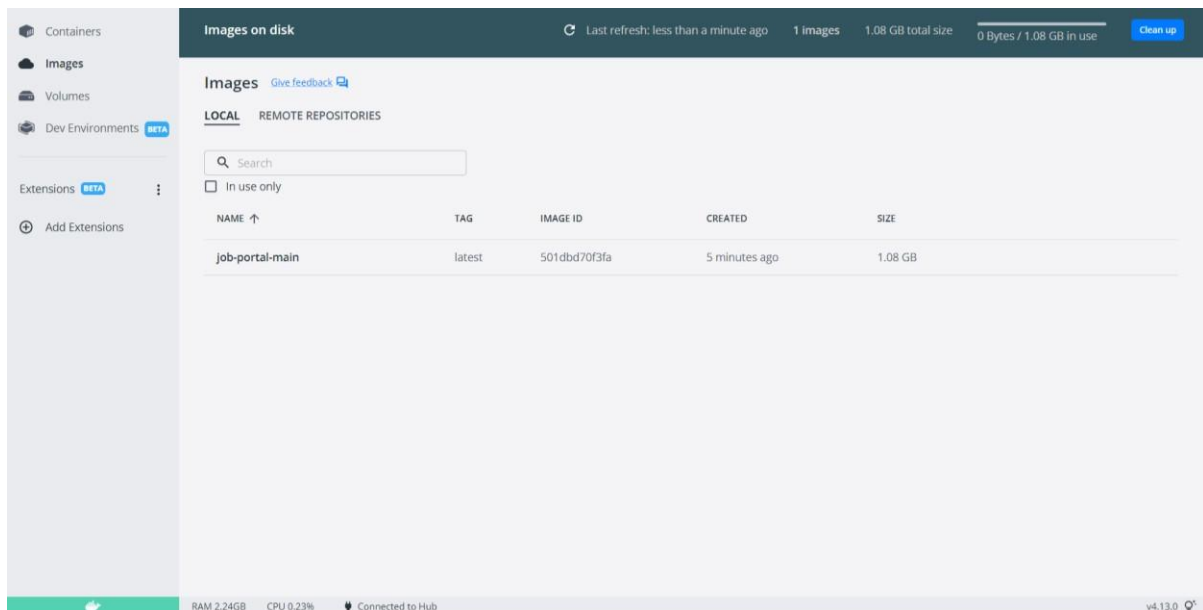 Containers
Images
Volumes
Dev Environments BETA
Extensions BETA
Add Extensions
Images on disk
Last refresh: less than a minute ago 1 images 1.08 GB total size 0 Bytes / 1.08 GB in use Clean up
Images Give feedback
LOCAL REMOTE REPOSITORIES
Search
In use only
NAME TAG IMAGE ID CREATED SIZE
job-portal-main latest 501dbd70f3fa 5 minutes ago 1.08 GB
RAM 2.24GB CPU 0.23% Connected to Hub v4.13.0